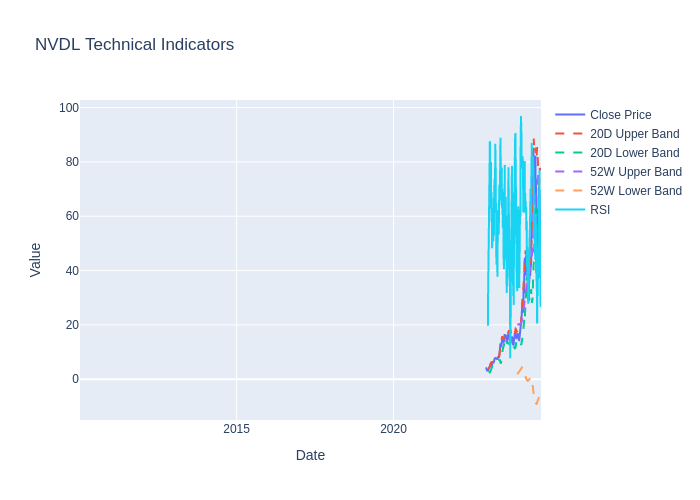 NVDL Technical Indicators
100
80
60
40
20
0
Value
2015
2020
Date
Close Price
20D Upper Band
20D Lower Band
52W Upper Band
52W Lower Band
RSI